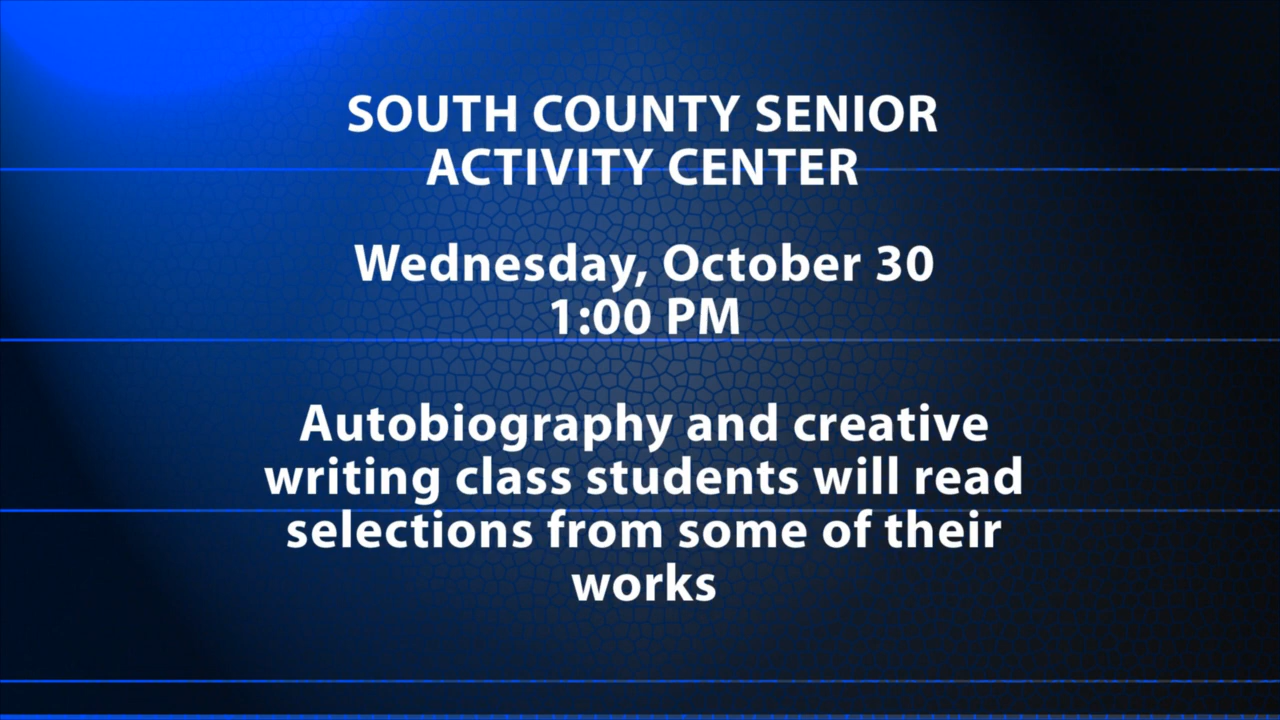 SOUTH COUNTY SENIOR
ACTIVITY CENTER
Wednesday, October 30
1:00 PM
Autobiography and creative
writing class students will read
selections from some of their
works